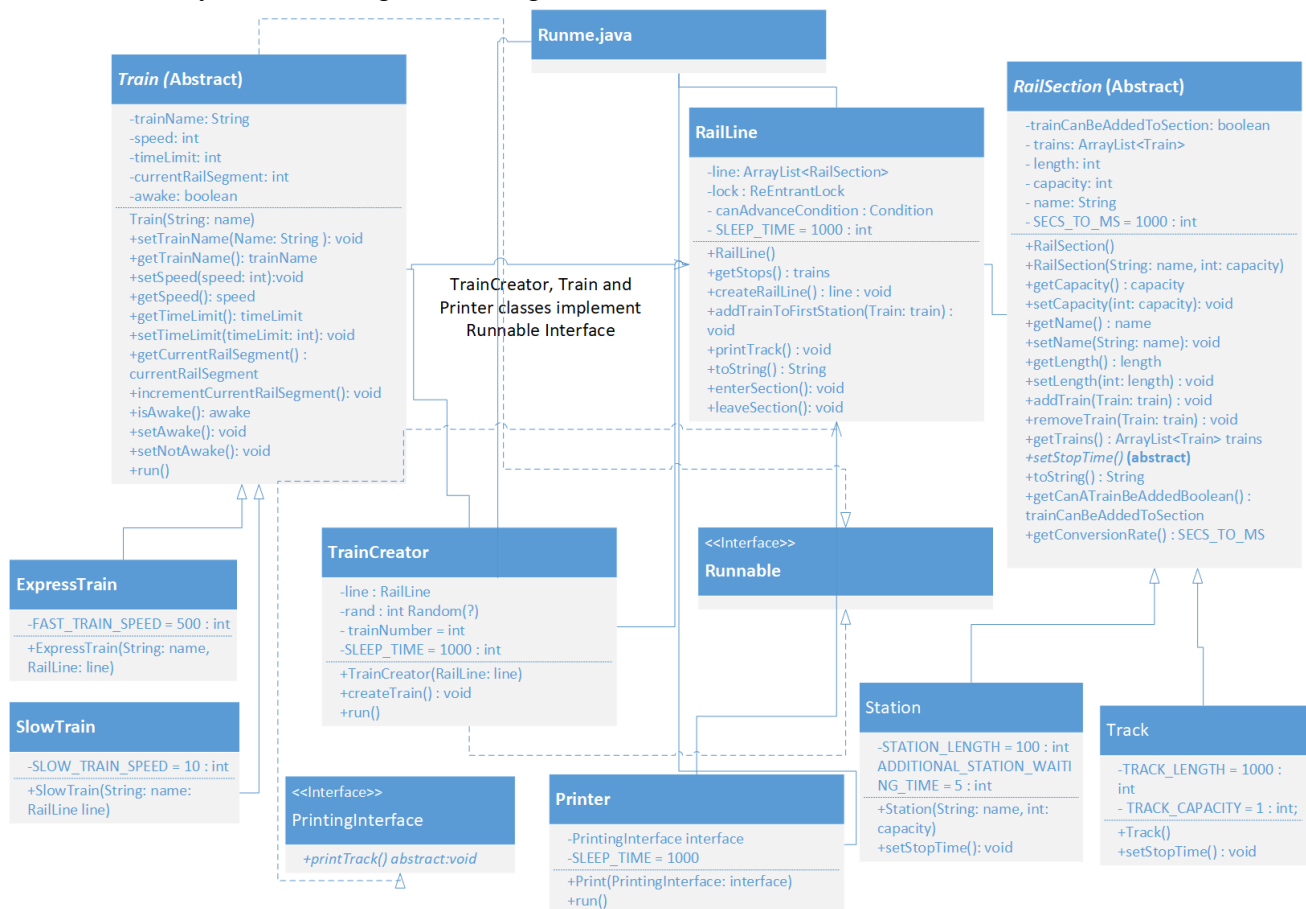 Runme.java
Train (Abstract)
-trainName: String
-speed: int
-timeLimit: int
-currentRailSegment: int
-awake: boolean
Train(String: name)
+setTrainName(Name: String ): void
+getTrainName(): trainName
+setSpeed(speed: int):void
+getSpeed(): speed
+getTimeLimit(): timeLimit
+setTimeLimit(timeLimit: int): void
+getCurrentRailSegment() :
currentRailSegment
+incrementCurrentRailSegment(): void
+isAwake(): awake
+setAwake(): void
+setNotAwake(): void
+run()
RailLine
-line: ArrayList<RailSection>
-lock : ReEntrantLock
- canAdvanceCondition : Condition
- SLEEP_TIME = 1000 : int
+RailLine()
+getStops() : trains
+createRailLine() : line : void
+addTrainToFirstStation(Train: train) :
void
+printTrack() : void
+toString() : String
+enterSection(): void
+leaveSection(): void
RailSection (Abstract)
-trainCanBeAddedToSection: boolean
- trains: ArrayList<Train>
- length: int
- capacity: int
- name: String
- SECS_TO_MS = 1000 : int
+RailSection()
+RailSection(String: name, int: capacity)
+getCapacity() : capacity
+setCapacity(int: capacity): void
+getName() : name
+setName(String: name): void
+getLength() : length
+setLength(int: length) : void
+addTrain(Train: train) : void
+removeTrain(Train: train) : void
+getTrains() : ArrayList<Train> trains
+setStopTime() (abstract)
+toString() : String
+getCanATrainBeAddedBoolean() :
trainCanBeAddedToSection
+getConversionRate() : SECS_TO_MS
TrainCreator, Train and
Printer classes implement
Runnable Interface
ExpressTrain
-FAST_TRAIN_SPEED = 500 : int
+ExpressTrain(String: name,
RailLine: line)
SlowTrain
-SLOW_TRAIN_SPEED = 10 : int
+SlowTrain(String: name:
RailLine line)
TrainCreator
-line : RailLine
-rand : int Random(?)
- trainNumber = int
-SLEEP_TIME = 1000 : int
+TrainCreator(RailLine: line)
+createTrain() : void
+run()
<<Interface>>
Runnable
<<Interface>>
PrintingInterface
+printTrack() abstract:void
Printer
-PrintingInterface interface
-SLEEP_TIME = 1000
+Print(PrintingInterface: interface)
+run()
Station
-STATION_LENGTH = 100 : int
ADDITIONAL_STATION_WAITI
NG_TIME = 5 : int
+Station(String: name, int:
capacity)
+setStopTime(): void
Track
-TRACK_LENGTH = 1000 :
int
- TRACK_CAPACITY = 1 : int;
+Track()
+setStopTime() : void